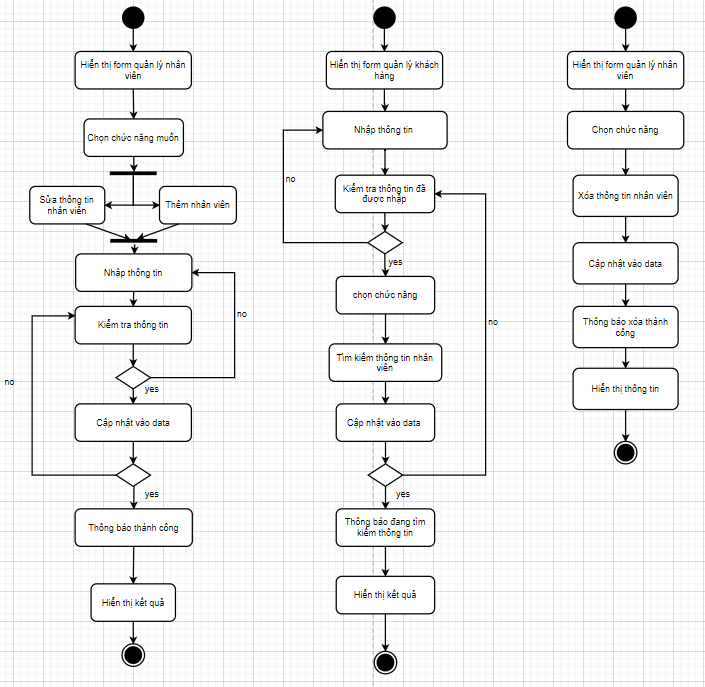 Hiển thị form quản lý nhân
viên
Chọn chức năng muốn
Sửa thông tin
nhân viên
Thêm nhân viên
Nhập thông tin
no
Kiểm tra thông tin
no
yes
Cập nhật vào data
yes
Thông báo thành công
Hiển thị kết quả
Hiển thị form quản lý khách
hàng
Nhập thông tin
no
Kiểm tra thông tin đã
được nhập
yes
chọn chức năng
no
Tìm kiếm thông tin nhân
viên
Cập nhật vào data
yes
Thông báo đang tìm
kiếm thông tin
Hiển thị kết quả
Hiển thị form quản lý nhân
viên
Chọn chức năng
Xóa thông tin nhân viên
Cập nhật vào data
Thông báo xóa thành
công
Hiển thị thông tin